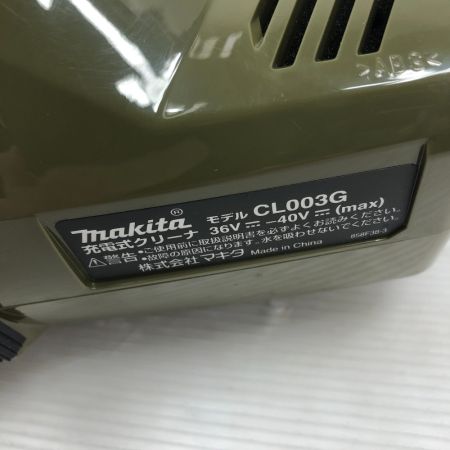 >ABS<
makita® モデル CL003G
充電式クリーナ 36V⎓–40V⎓(max)
⚠警告 •ご使用前に取扱説明書を必ずよくお読みください。
•故障の原因になります。水を吸わせないでください。
株式会社マキタ Made in China
858FJ8-3